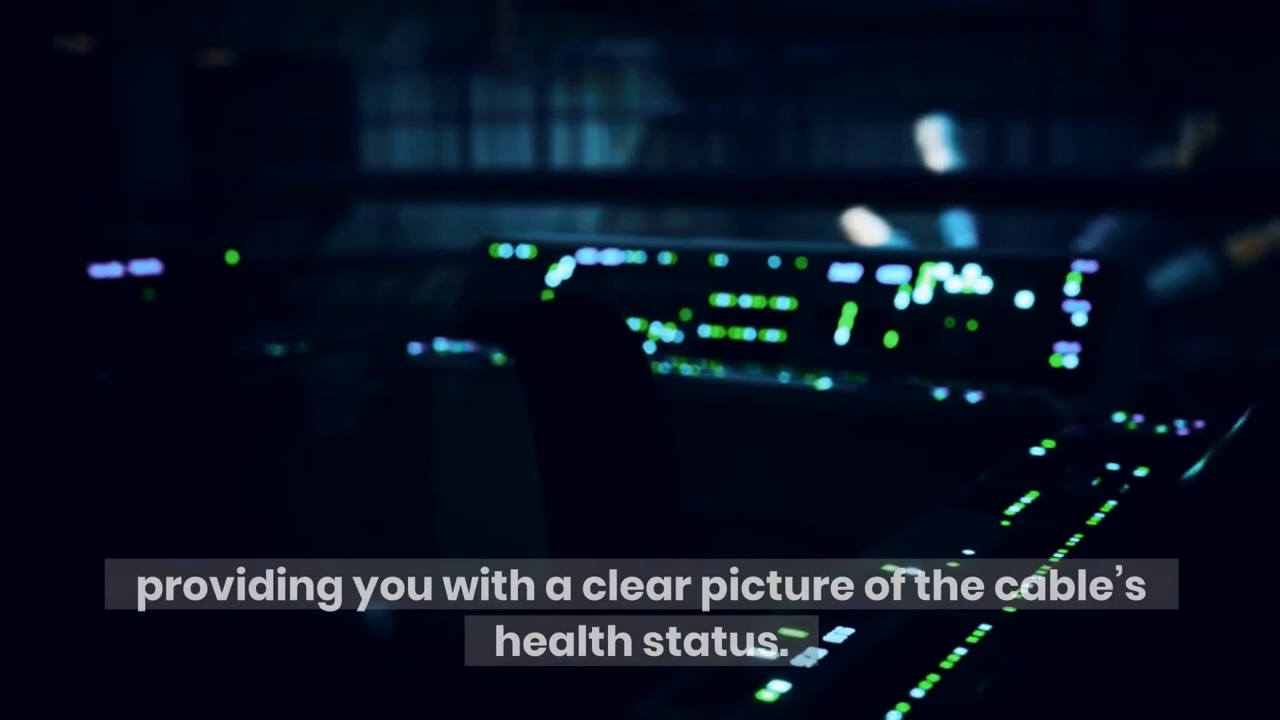 providing you with a clear picture of the cable’s
health status.